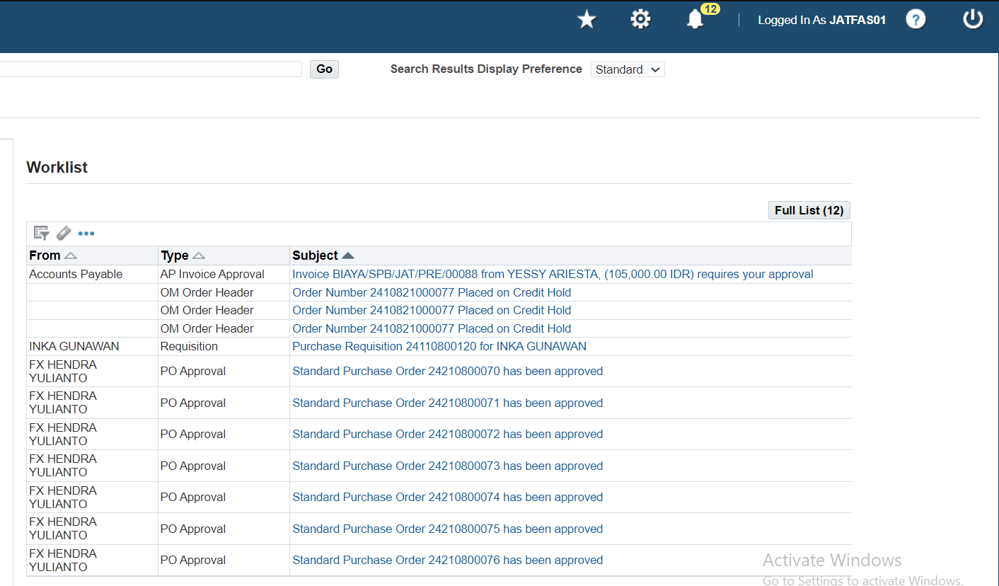 12
Logged In As JATFAS01
?
Go
Search Results Display Preference
Standard
Worklist
Full List (12)
From Type Subject
Accounts Payable AP Invoice Approval Invoice BIAYA/SPB/JAT/PRE/00088 from YESSY ARIESTA, (105,000.00 IDR) requires your approval
OM Order Header Order Number 2410821000077 Placed on Credit Hold
OM Order Header Order Number 2410821000077 Placed on Credit Hold
OM Order Header Order Number 2410821000077 Placed on Credit Hold
INKA GUNAWAN Requisition Purchase Requisition 24110800120 for INKA GUNAWAN
FX HENDRA
YULIANTO
PO Approval Standard Purchase Order 24210800070 has been approved
FX HENDRA
YULIANTO
PO Approval Standard Purchase Order 24210800071 has been approved
FX HENDRA
YULIANTO
PO Approval Standard Purchase Order 24210800072 has been approved
FX HENDRA
YULIANTO
PO Approval Standard Purchase Order 24210800073 has been approved
FX HENDRA
YULIANTO
PO Approval Standard Purchase Order 24210800074 has been approved
FX HENDRA
YULIANTO
PO Approval Standard Purchase Order 24210800075 has been approved
FX HENDRA
YULIANTO
PO Approval Standard Purchase Order 24210800076 has been approved
Activate Windows
Go to Settings to activate Windows.